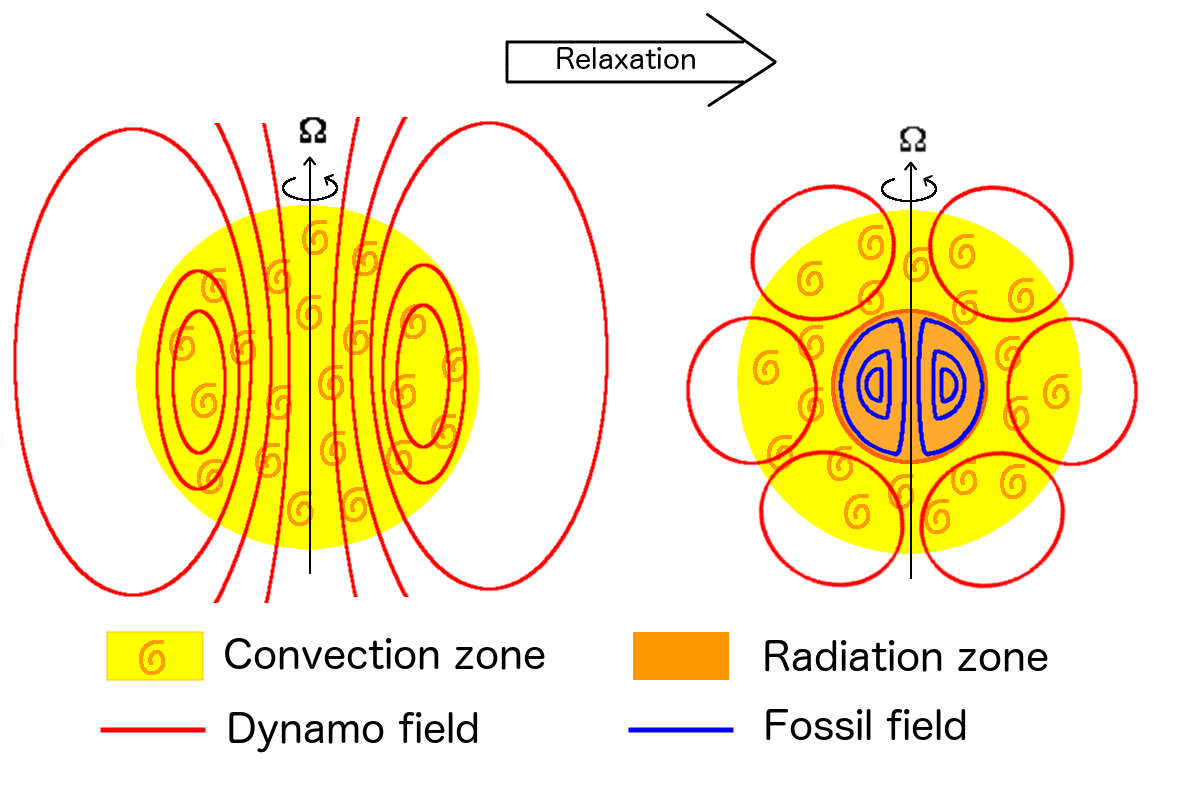 Relaxation
Ω
Ω
Convection zone
Radiation zone
Dynamo field
Fossil field